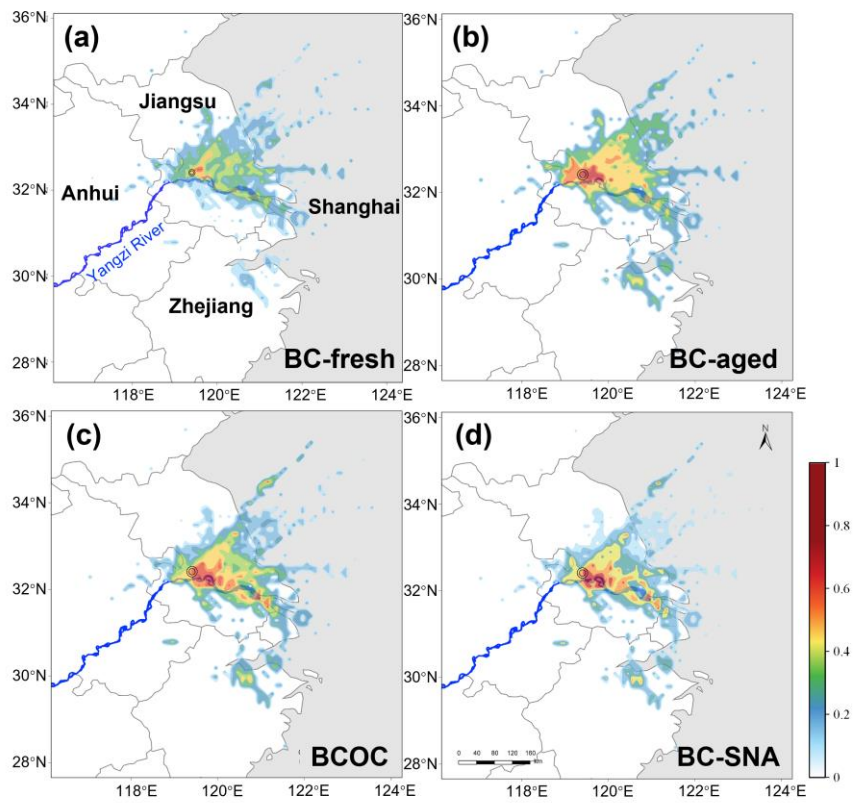 (a)
Jiangsu
Anhui
Shanghai
Yangzi River
Zhejiang
BC-fresh
36°N
34°N
32°N
30°N
28°N
118°E
120°E
122°E
124°E
(b)
BC-aged
36°N
34°N
32°N
30°N
28°N
118°E
120°E
122°E
124°E
(c)
BCOC
36°N
34°N
32°N
30°N
28°N
118°E
120°E
122°E
124°E
(d)
N
BC-SNA
36°N
34°N
32°N
30°N
28°N
118°E
120°E
122°E
124°E
0 40 80 120 160
1
0.8
0.6
0.4
0.2
0